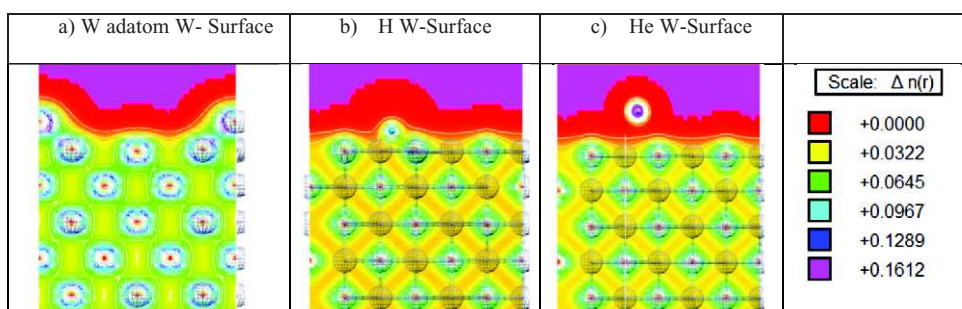 a) W adatom W- Surface
b) H W-Surface
c) He W-Surface
Scale: Δ n(r)
+0.0000
+0.0322
+0.0645
+0.0967
+0.1289
+0.1612